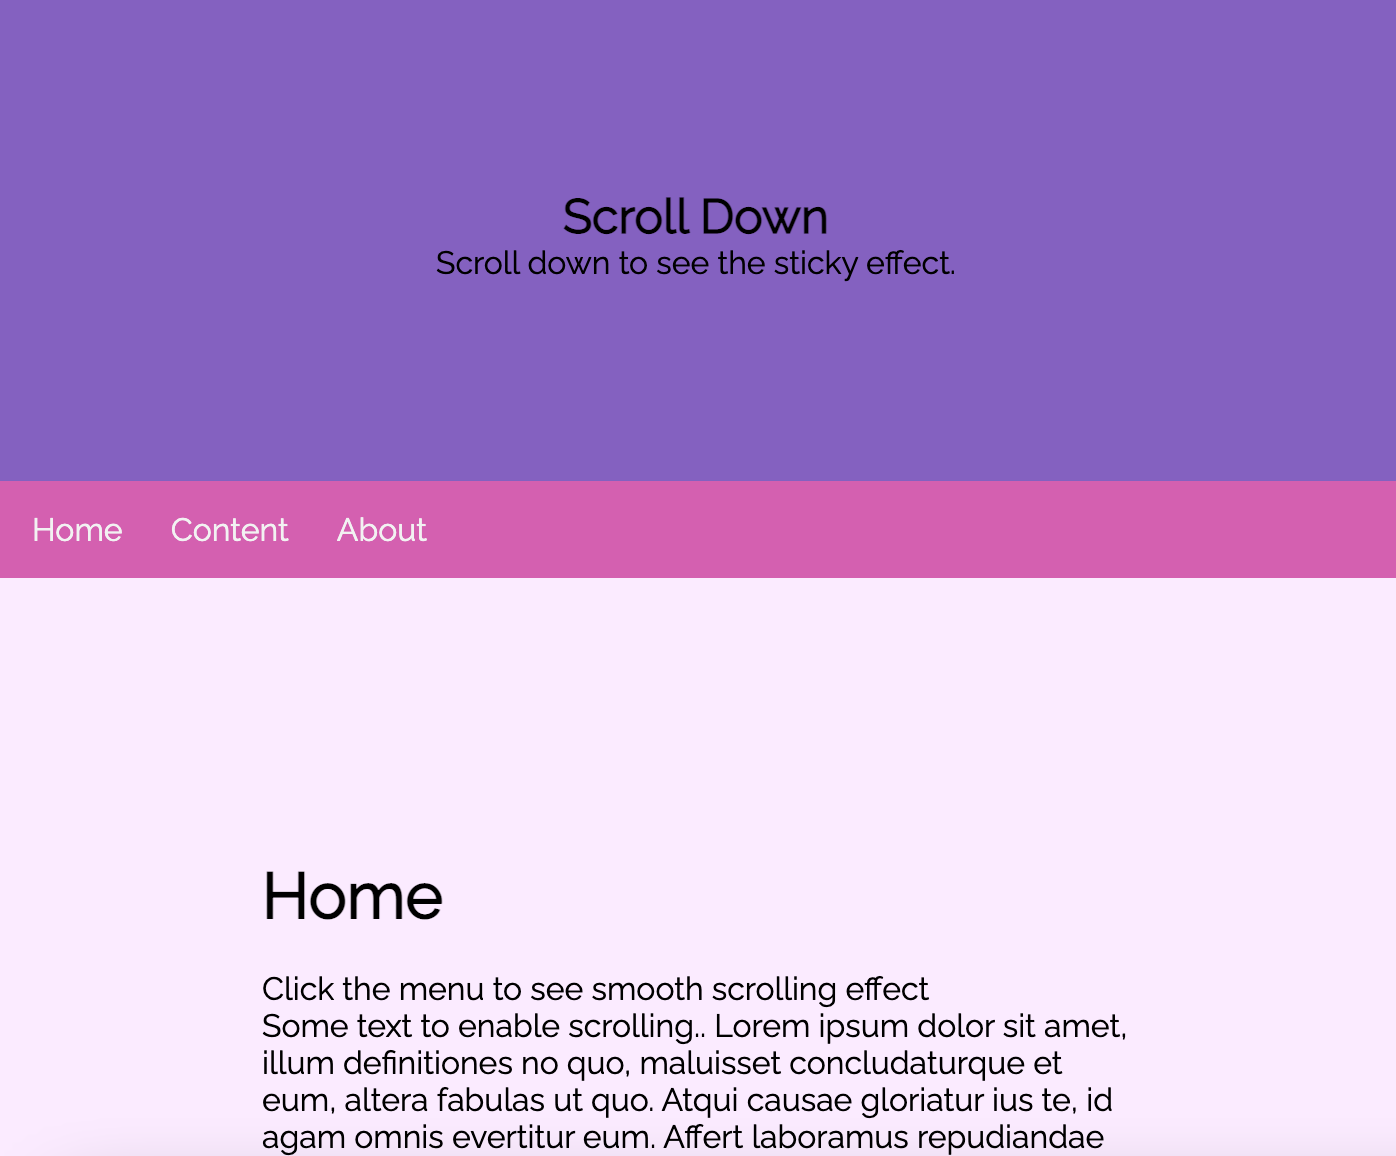 Scroll Down
Scroll down to see the sticky effect.
Home Content About
Home
Click the menu to see smooth scrolling effect
Some text to enable scrolling.. Lorem ipsum dolor sit amet,
illum definitiones no quo, maluisset concludaturque et
eum, altera fabulas ut quo. Atqui causae gloriatur ius te, id
agam omnis evertitur eum. Affert laboramus repudiandae